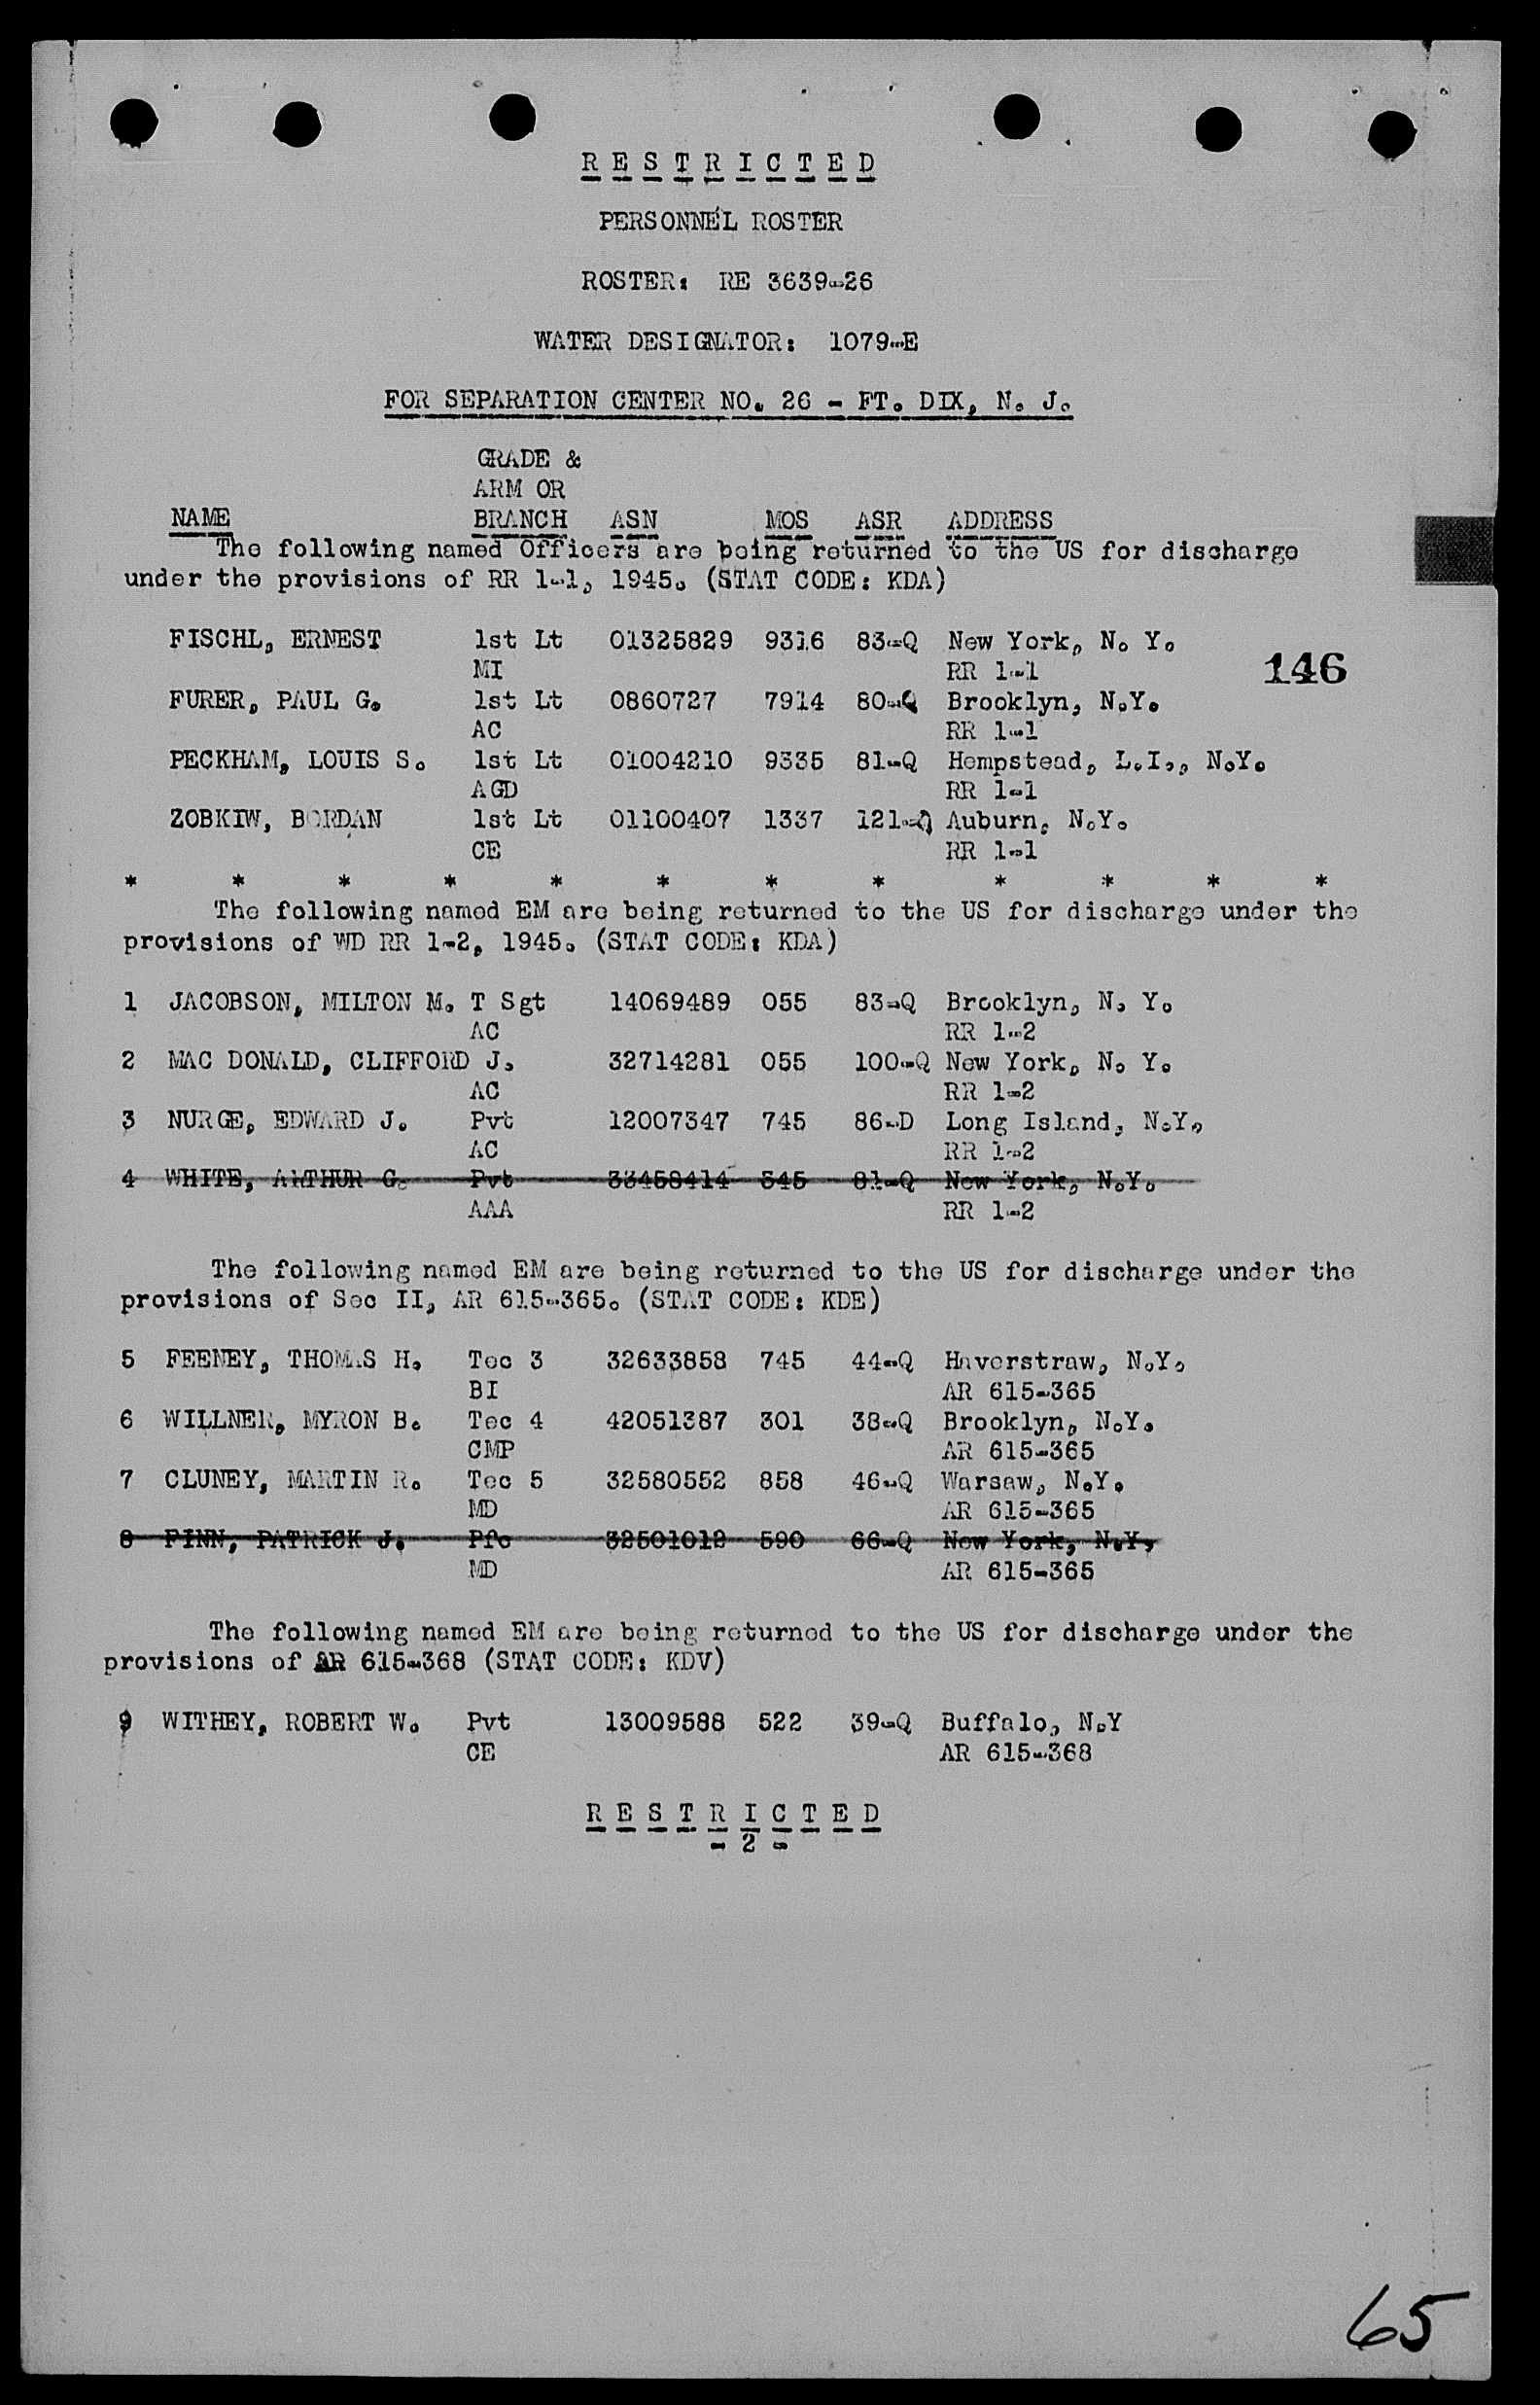 RESTRICTED
PERSONNEL ROSTER
ROSTER: RE 3639-26
WATER DESIGNATOR: 1079-E
FOR SEPARATION CENTER NO. 26 - FT. DIX, N. J.
GRADE &
ARM OR
NAME BRANCH ASN MOS ASR ADDRESS
The following named Officers are being returned to the US for discharge
under the provisions of RR 1-1, 1945. (STAT CODE: KDA)
FISCHL, ERNEST 1st Lt 01325829 9316 83-Q New York, N. Y.
MI RR 1-1 146
FURER, PAUL G. 1st Lt 0860727 7914 80-Q Brooklyn, N.Y.
AC RR 1-1
PECKHAM, LOUIS S. 1st Lt 01004210 9335 81-Q Hempstead, L.I., N.Y.
AGD RR 1-1
ZOBKIW, BORDAN 1st Lt 01100407 1337 121-Q Auburn, N.Y.
CE RR 1-1
* * * * * * * * * * * *
The following named EM are being returned to the US for discharge under the
provisions of WD RR 1-2, 1945. (STAT CODE: KDA)
1 JACOBSON, MILTON M. T Sgt 14069489 055 83-Q Brooklyn, N. Y.
AC RR 1-2
2 MAC DONALD, CLIFFORD J. 32714281 055 100-Q New York, N. Y.
AC RR 1-2
3 NURGE, EDWARD J. Pvt 12007347 745 86-D Long Island, N.Y.
AC RR 1-2
4 WHITE, ARTHUR G. Pvt 33458414 545 81-Q New York, N.Y.
AAA RR 1-2
The following named EM are being returned to the US for discharge under the
provisions of Sec II, AR 615-365. (STAT CODE: KDE)
5 FEENEY, THOMAS H. Tec 3 32633858 745 44-Q Haverstraw, N.Y.
BI AR 615-365
6 WILLNER, MYRON B. Tec 4 42051387 301 38-Q Brooklyn, N.Y.
CMP AR 615-365
7 CLUNEY, MARTIN R. Tec 5 32580552 858 46-Q Warsaw, N.Y.
MD AR 615-365
8 FINN, PATRICK J. Pfc 32501012 590 66-Q New York, N.Y.
MD AR 615-365
The following named EM are being returned to the US for discharge under the
provisions of AR 615-368 (STAT CODE: KDV)
9 WITHEY, ROBERT W. Pvt 13009588 522 39-Q Buffalo, N.Y
CE AR 615-368
RESTRICTED
- 2 -
65